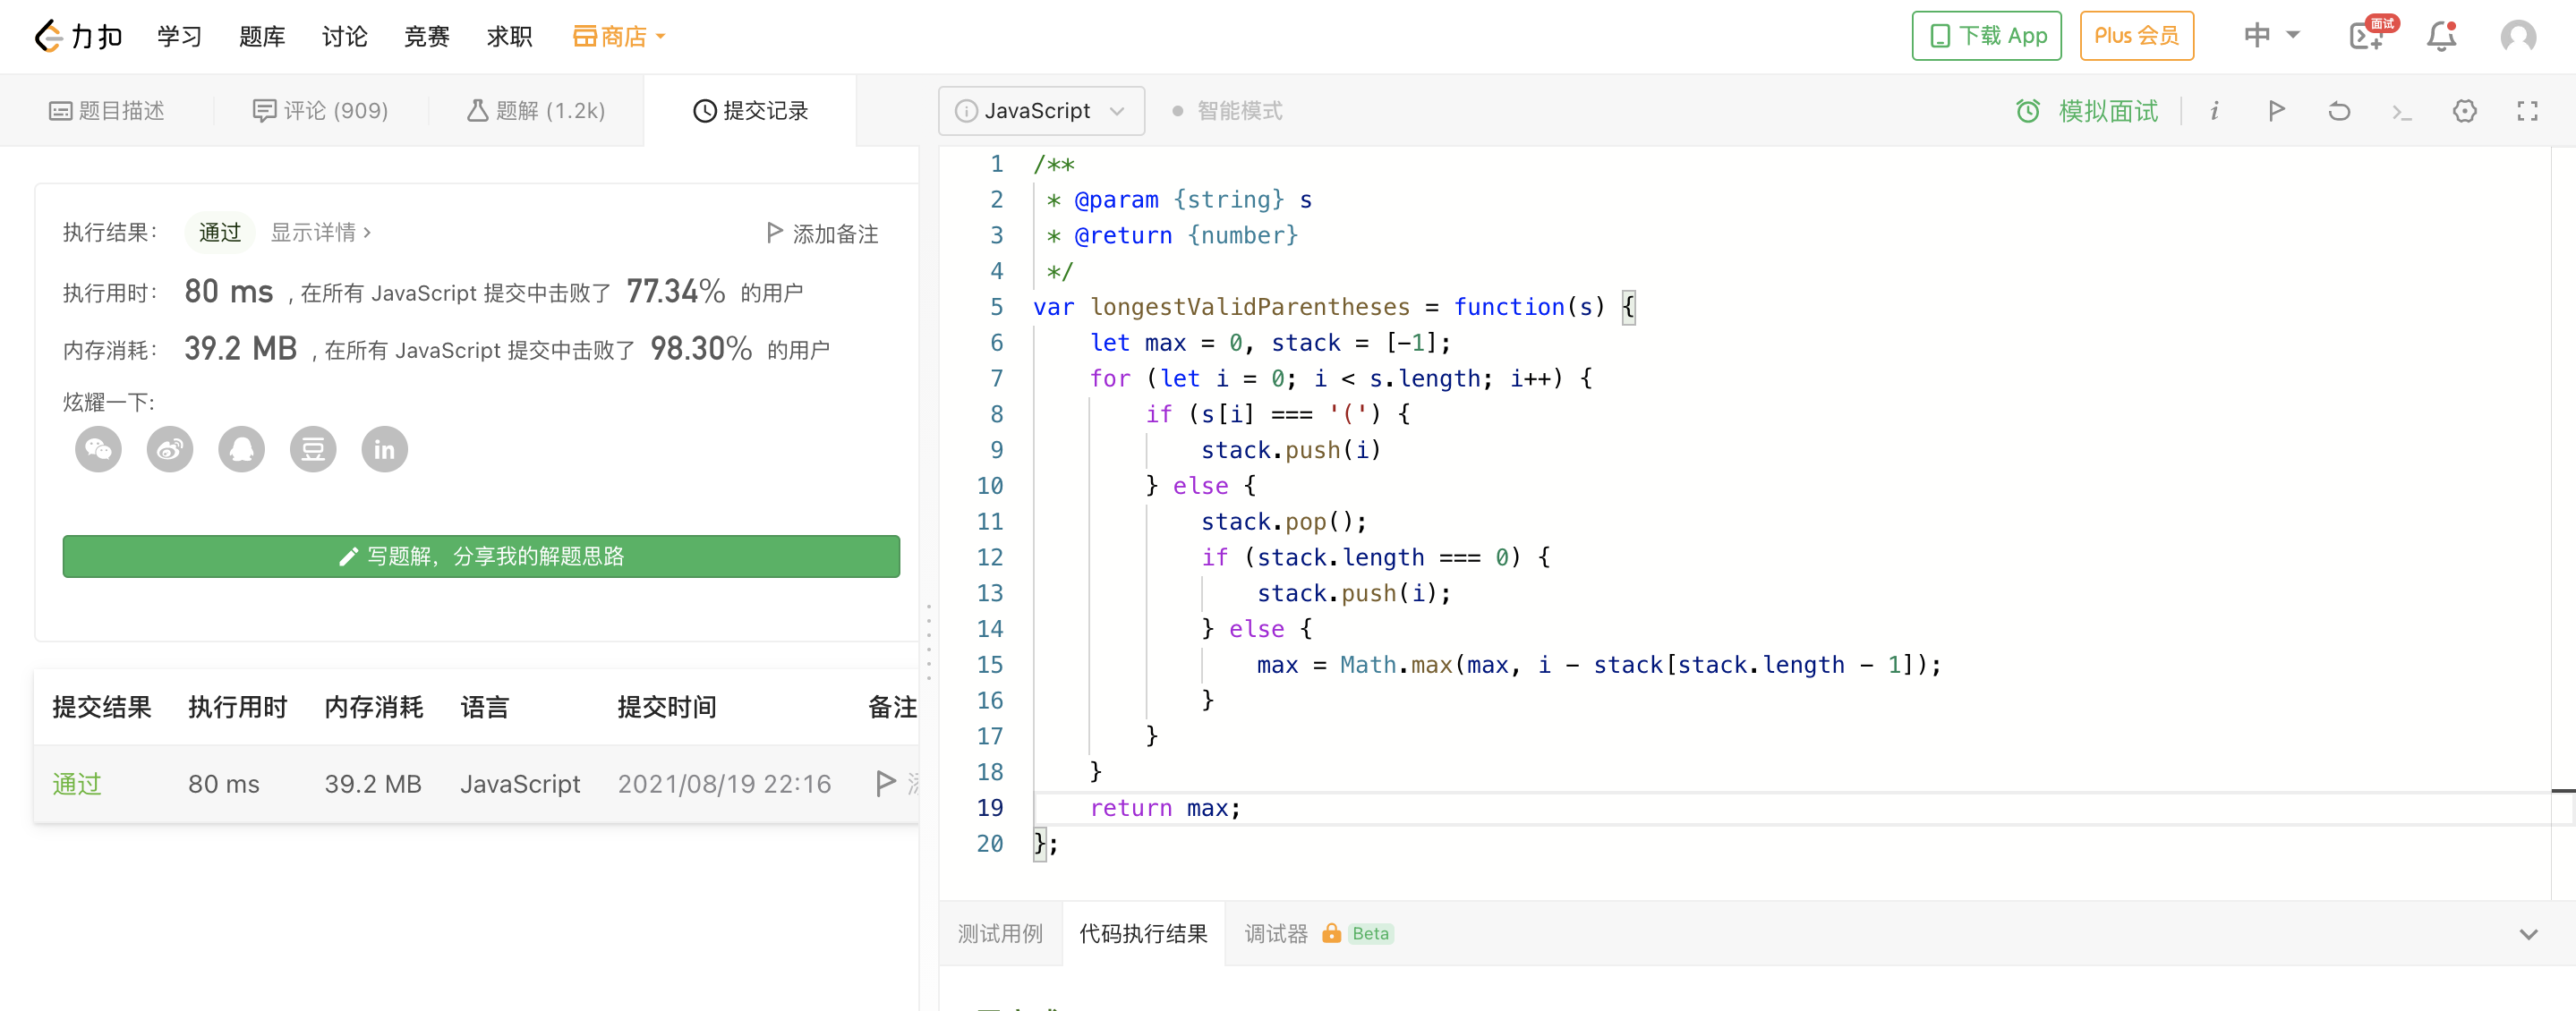 力扣 学习 题库 讨论 竞赛 求职 商店 下载 App Plus 会员 中 面试
题目描述 评论 (909) 题解 (1.2k) 提交记录
JavaScript 智能模式 模拟面试
执行结果： 通过 显示详情 > 添加备注
执行用时： 80 ms , 在所有 JavaScript 提交中击败了 77.34% 的用户
内存消耗： 39.2 MB , 在所有 JavaScript 提交中击败了 98.30% 的用户
炫耀一下:
豆 in
写题解，分享我的解题思路
提交结果 执行用时 内存消耗 语言 提交时间 备注
通过 80 ms 39.2 MB JavaScript 2021/08/19 22:16
1 /**
2  * @param {string} s
3  * @return {number}
4  */
5 var longestValidParentheses = function(s) {
6     let max = 0, stack = [-1];
7     for (let i = 0; i < s.length; i++) {
8         if (s[i] === '(') {
9             stack.push(i)
10         } else {
11             stack.pop();
12             if (stack.length === 0) {
13                 stack.push(i);
14             } else {
15                 max = Math.max(max, i - stack[stack.length - 1]);
16             }
17         }
18     }
19     return max;
20 };
测试用例 代码执行结果 调试器 Beta